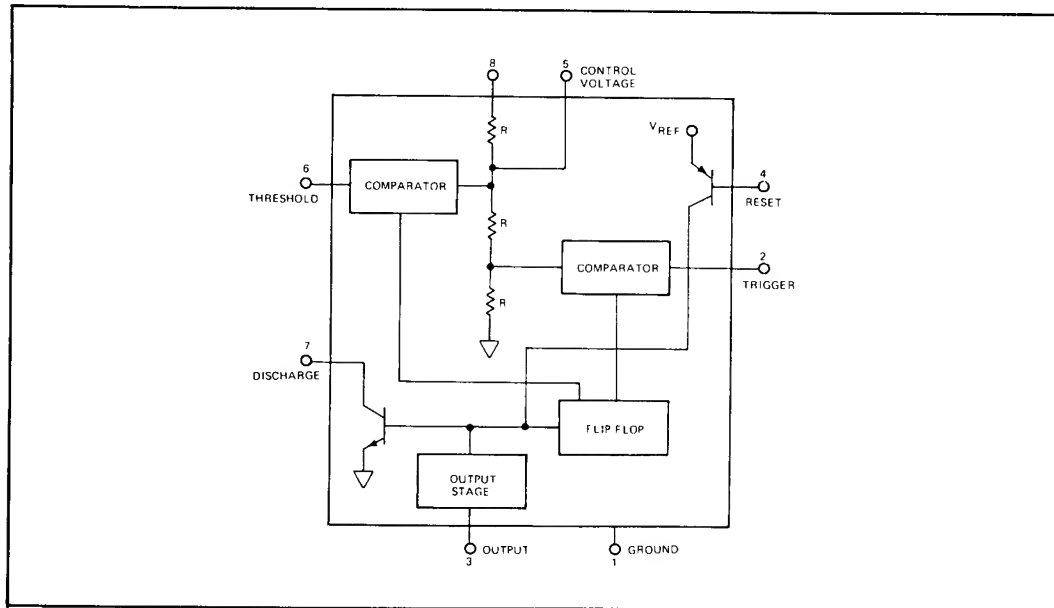 8
5
CONTROL
VOLTAGE
R
VREF
6
COMPARATOR
4
THRESHOLD
RESET
R
2
COMPARATOR
TRIGGER
R
7
DISCHARGE
FLIP FLOP
OUTPUT
STAGE
OUTPUT
3
GROUND
1